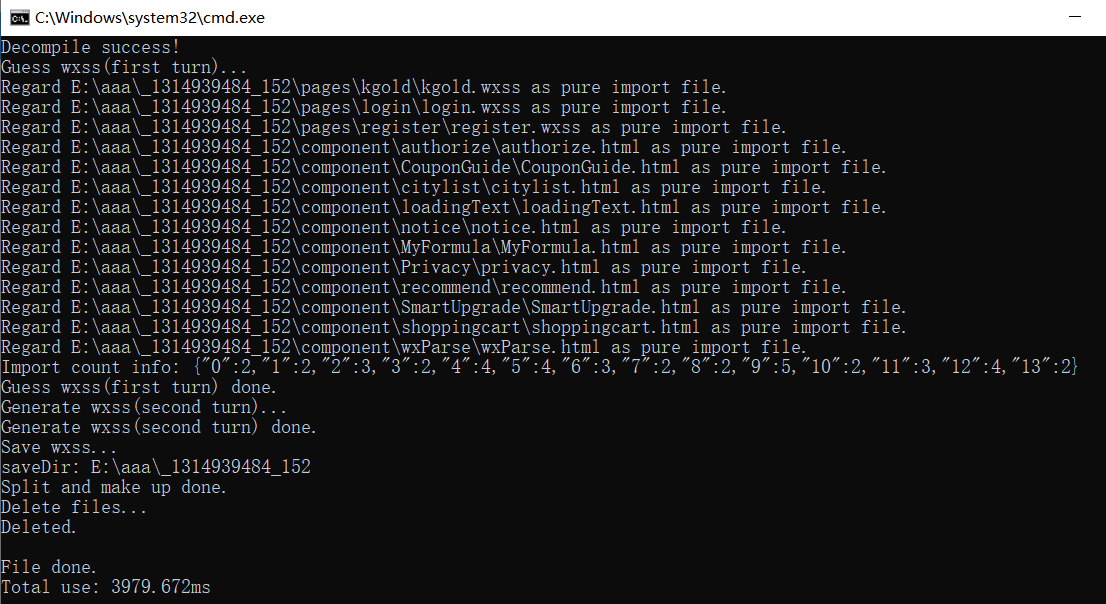 C:\Windows\system32\cmd.exe
Decompile success!
Guess wxss(first turn)...
Regard E:\aaa\_1314939484_152\pages\kgold\kgold.wxss as pure import file.
Regard E:\aaa\_1314939484_152\pages\login\login.wxss as pure import file.
Regard E:\aaa\_1314939484_152\pages\register\register.wxss as pure import file.
Regard E:\aaa\_1314939484_152\component\authorize\authorize.html as pure import file.
Regard E:\aaa\_1314939484_152\component\CouponGuide\CouponGuide.html as pure import file.
Regard E:\aaa\_1314939484_152\component\citylist\citylist.html as pure import file.
Regard E:\aaa\_1314939484_152\component\loadingText\loadingText.html as pure import file.
Regard E:\aaa\_1314939484_152\component\notice\notice.html as pure import file.
Regard E:\aaa\_1314939484_152\component\MyFormula\MyFormula.html as pure import file.
Regard E:\aaa\_1314939484_152\component\Privacy\privacy.html as pure import file.
Regard E:\aaa\_1314939484_152\component\recommend\recommend.html as pure import file.
Regard E:\aaa\_1314939484_152\component\SmartUpgrade\SmartUpgrade.html as pure import file.
Regard E:\aaa\_1314939484_152\component\shoppingcart\shoppingcart.html as pure import file.
Regard E:\aaa\_1314939484_152\component\wxParse\wxParse.html as pure import file.
Import count info: {"0":2,"1":2,"2":3,"3":2,"4":4,"5":4,"6":3,"7":2,"8":2,"9":5,"10":2,"11":3,"12":4,"13":2}
Guess wxss(first turn) done.
Generate wxss(second turn)...
Generate wxss(second turn) done.
Save wxss...
saveDir: E:\aaa\_1314939484_152
Split and make up done.
Delete files...
Deleted.
File done.
Total use: 3979.672ms